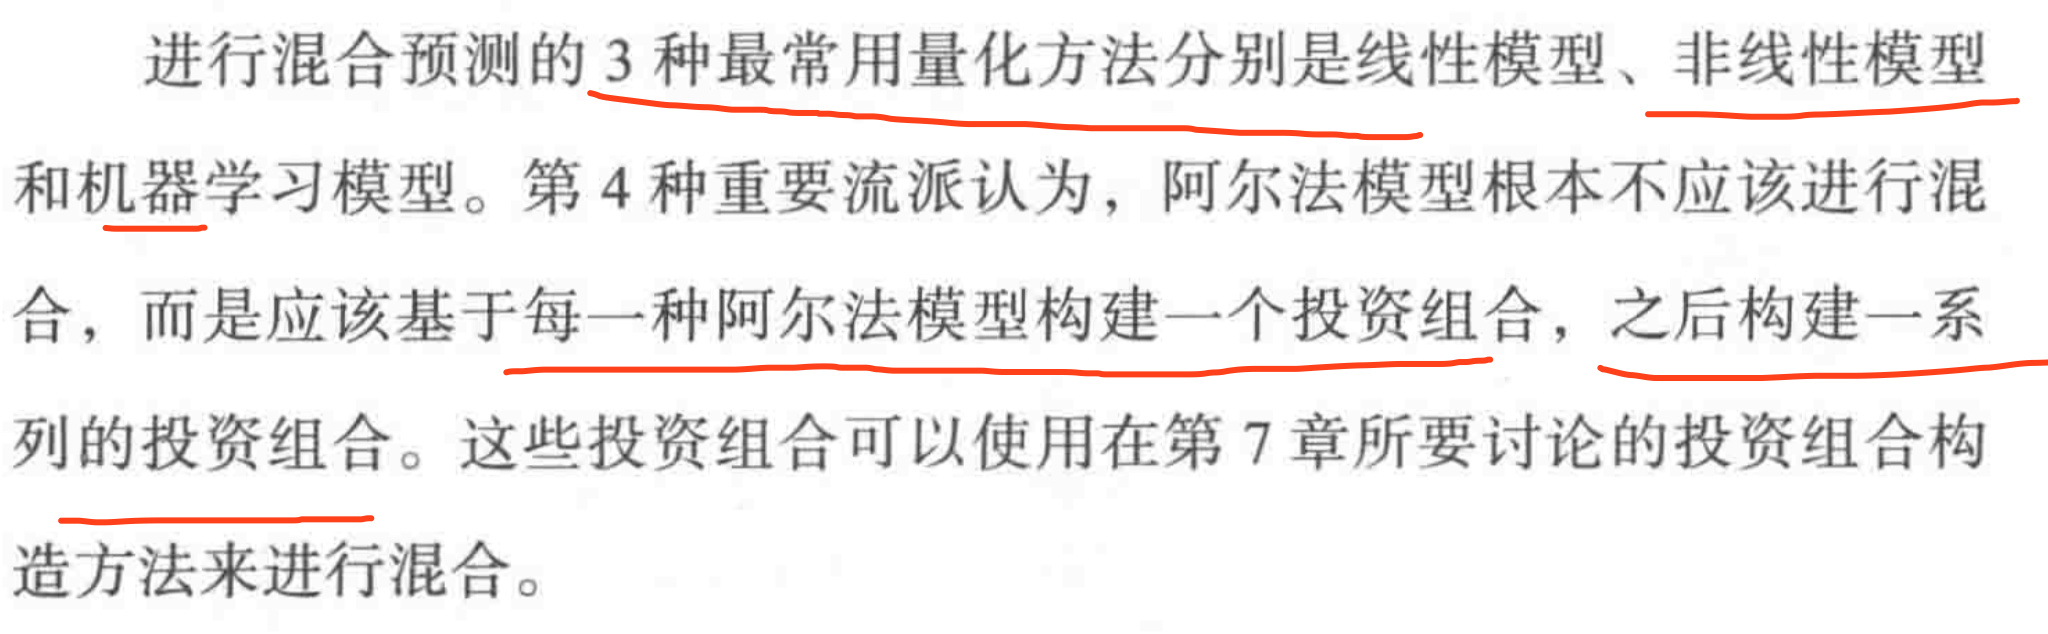 进行混合预测的 3 种最常用量化方法分别是线性模型、非线性模型
和机器学习模型。第 4 种重要流派认为，阿尔法模型根本不应该进行混
合，而是应该基于每一种阿尔法模型构建一个投资组合，之后构建一系
列的投资组合。这些投资组合可以使用在第 7 章所要讨论的投资组合构
造方法来进行混合。